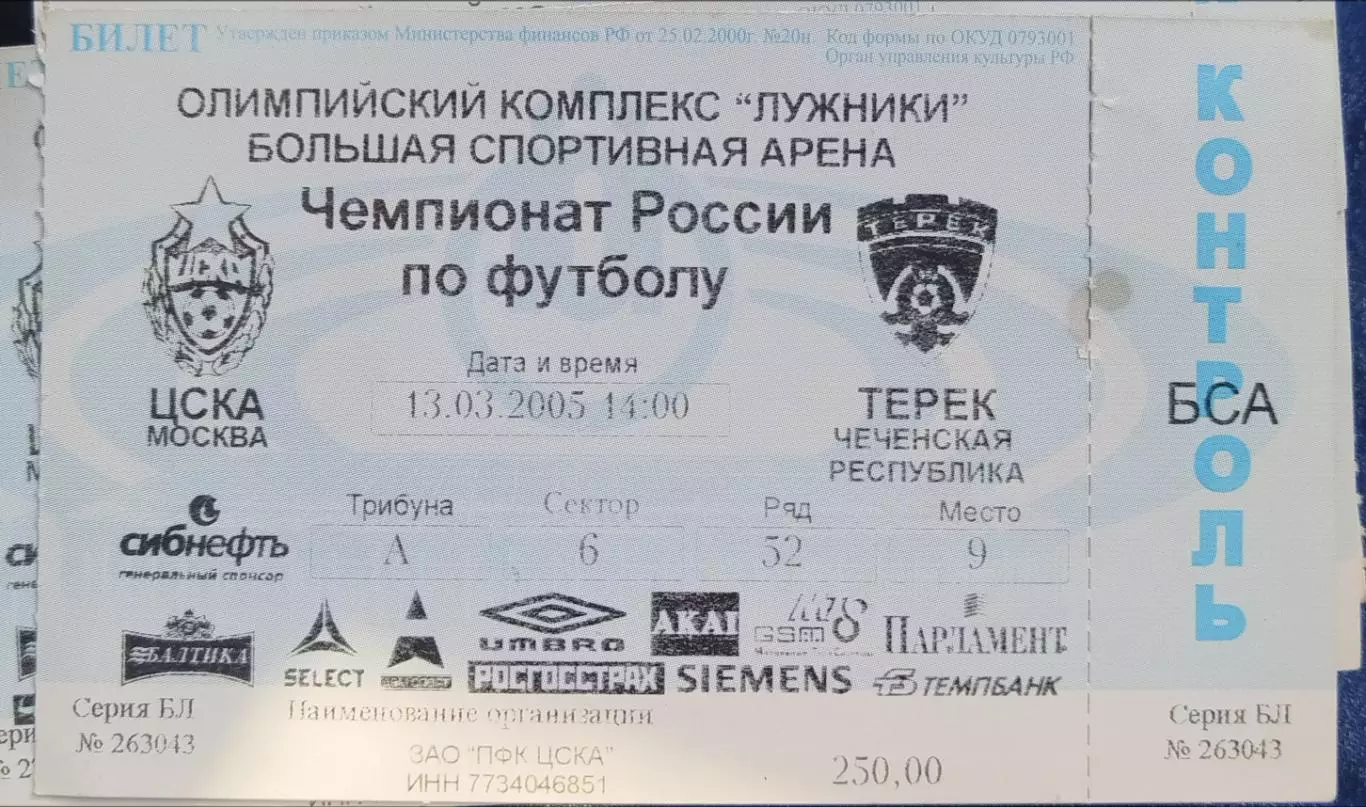 БИЛЕТ Утвержден приказом Министерства финансов РФ от 25.02.2000г. №20н. Код формы по ОКУД 0793001
Орган управления культуры РФ
ОЛИМПИЙСКИЙ КОМПЛЕКС "ЛУЖНИКИ"
БОЛЬШАЯ СПОРТИВНАЯ АРЕНА
Чемпионат России
по футболу
ЦСКА
ТЕРЕК
Дата и время
13.03.2005 14:00
ЦСКА
МОСКВА
ТЕРЕК
ЧЕЧЕНСКАЯ
РЕСПУБЛИКА
Трибуна Сектор Ряд Место
А 6 52 9
сибнефть
генеральный спонсор
БАЛТИКА
SELECT
UMBRO
AKAI
GSM
ПАРЛАМЕНТ
РОСГОССТРАХ
SIEMENS
ТЕМПБАНК
Серия БЛ
№ 263043
Наименование организации
ЗАО "ПФК ЦСКА"
ИНН 7734046851
250,00
КОНТРОЛЬ
БСА
Серия БЛ
№ 263043